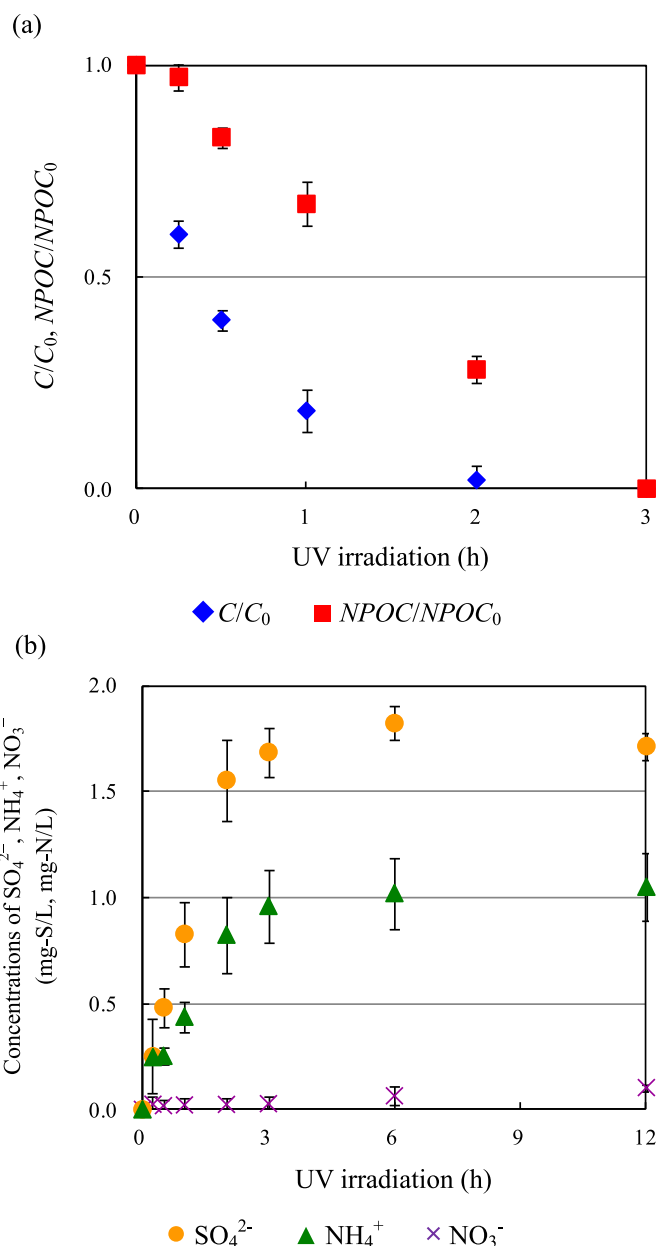 (a)
1.0
0.5
0.0
C/C₀, NPOC/NPOC₀
0 1 2 3
UV irradiation (h)
C/C₀ NPOC/NPOC₀
(b)
2.0
1.5
1.0
0.5
0.0
Concentrations of SO₄²⁻, NH₄⁺, NO₃⁻
(mg-S/L, mg-N/L)
0 3 6 9 12
UV irradiation (h)
SO₄²⁻ NH₄⁺ NO₃⁻